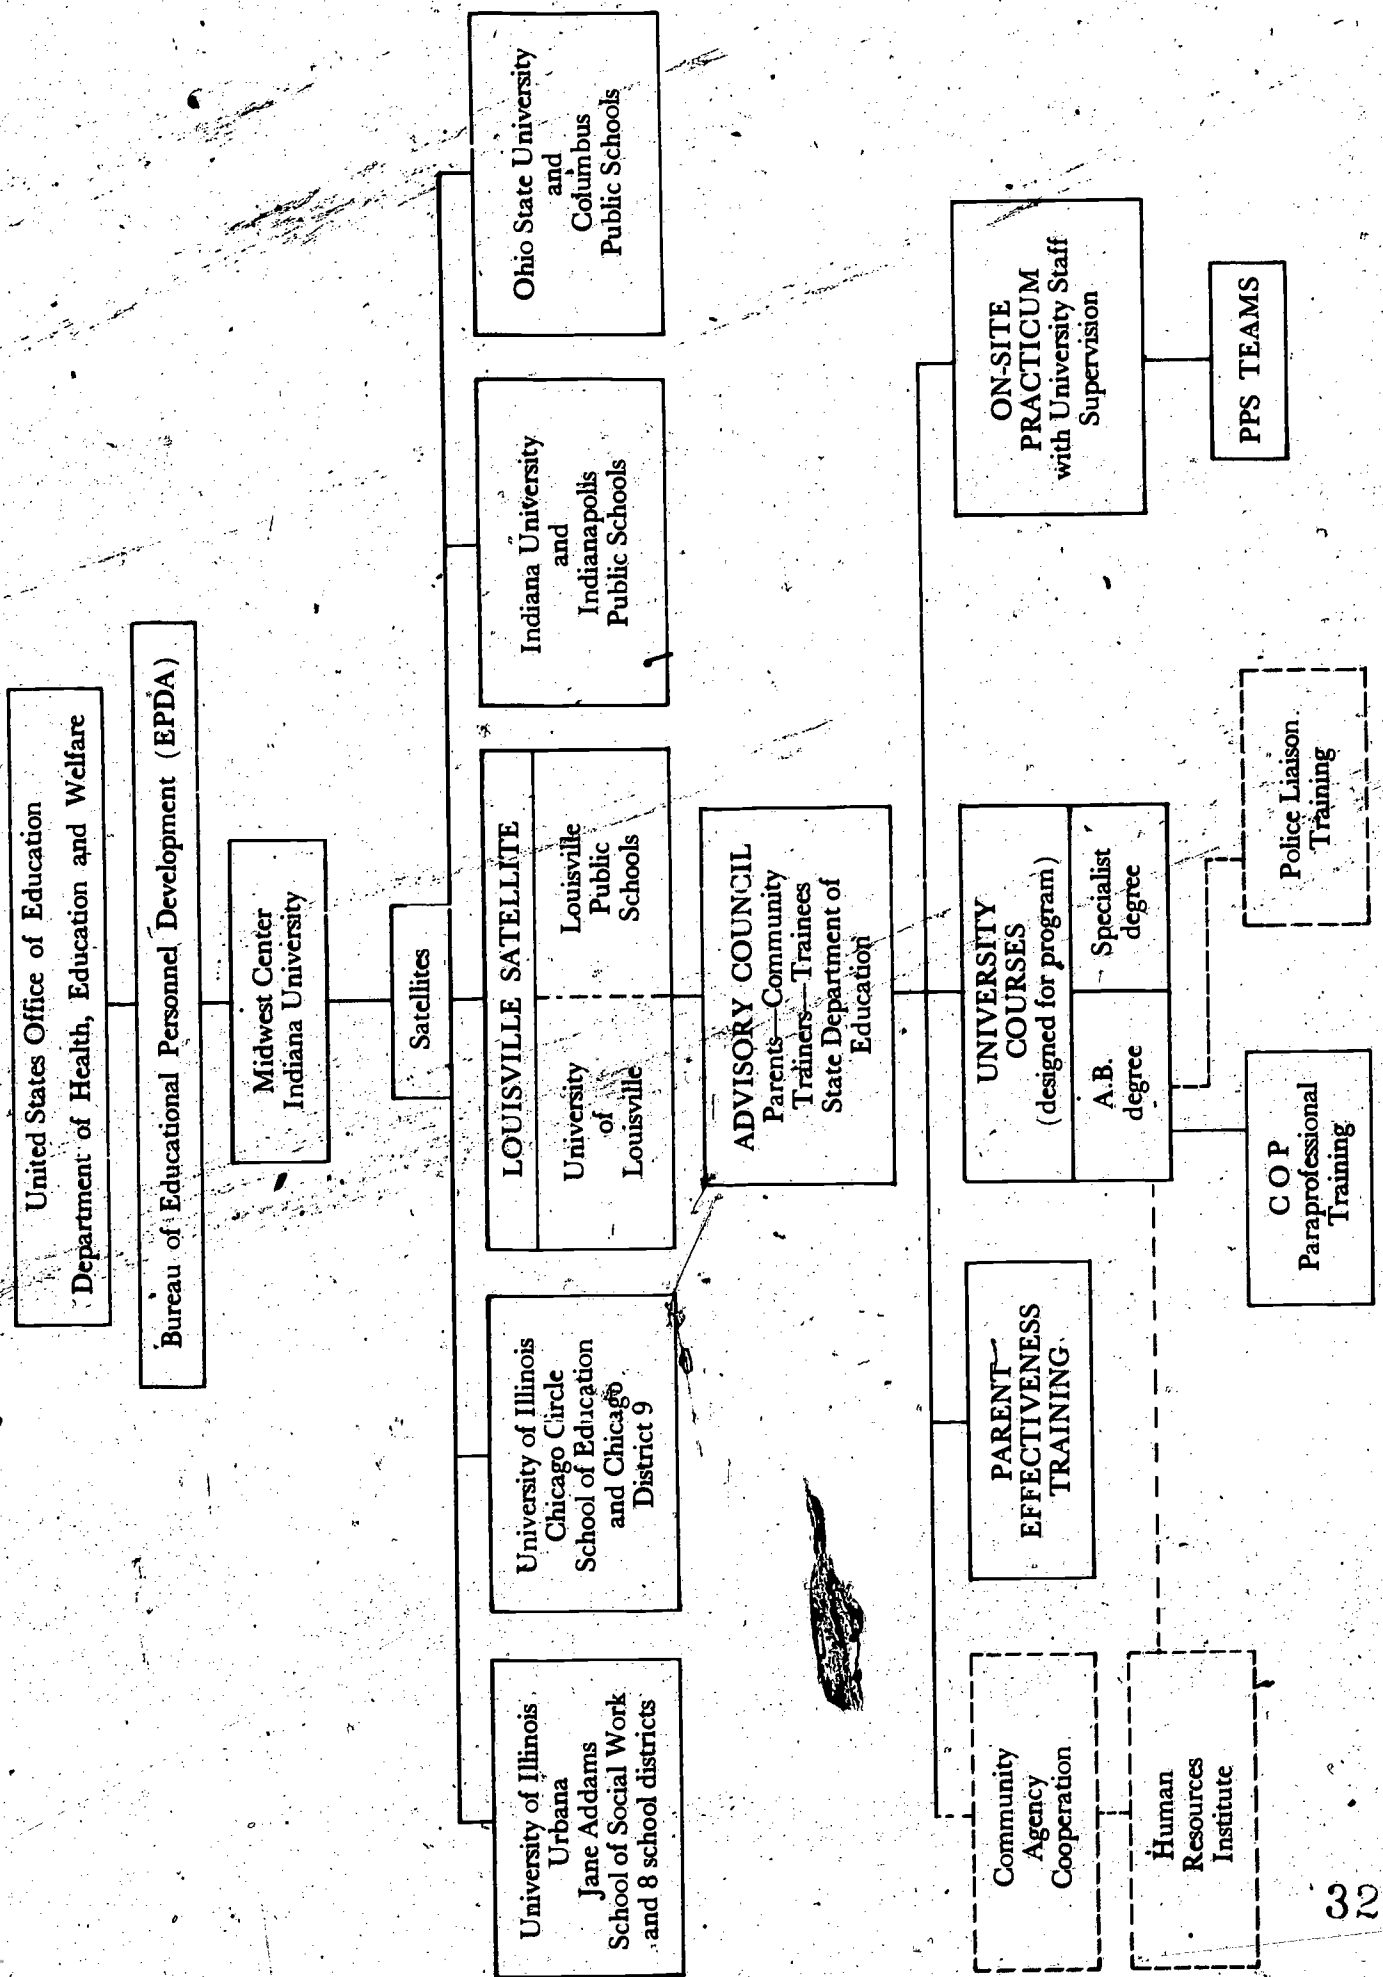 United States Office of Education
Department of Health, Education and Welfare
Bureau of Educational Personnel Development (EPDA)
Midwest Center
Indiana University
Satellites
University of Illinois
Urbana
Jane Addams
School of Social Work
and 8 school districts
University of Illinois
Chicago Circle
School of Education
and Chicago
District 9
LOUISVILLE SATELLITE
University
of
Louisville
Louisville
Public
Schools
Indiana University
and
Indianapolis
Public Schools
Ohio State University
and
Columbus
Public Schools
ADVISORY COUNCIL
Parents—Community
Trainers—Trainees
State Department of
Education
Community
Agency
Cooperation
Human
Resources
Institute
PARENT
EFFECTIVENESS
TRAINING
UNIVERSITY
COURSES
(designed for program)
A.B.
degree
Specialist
degree
COP
Paraprofessional
Training
Police Liaison
Training
ON-SITE
PRACTICUM
with University Staff
Supervision
PPS TEAMS
32